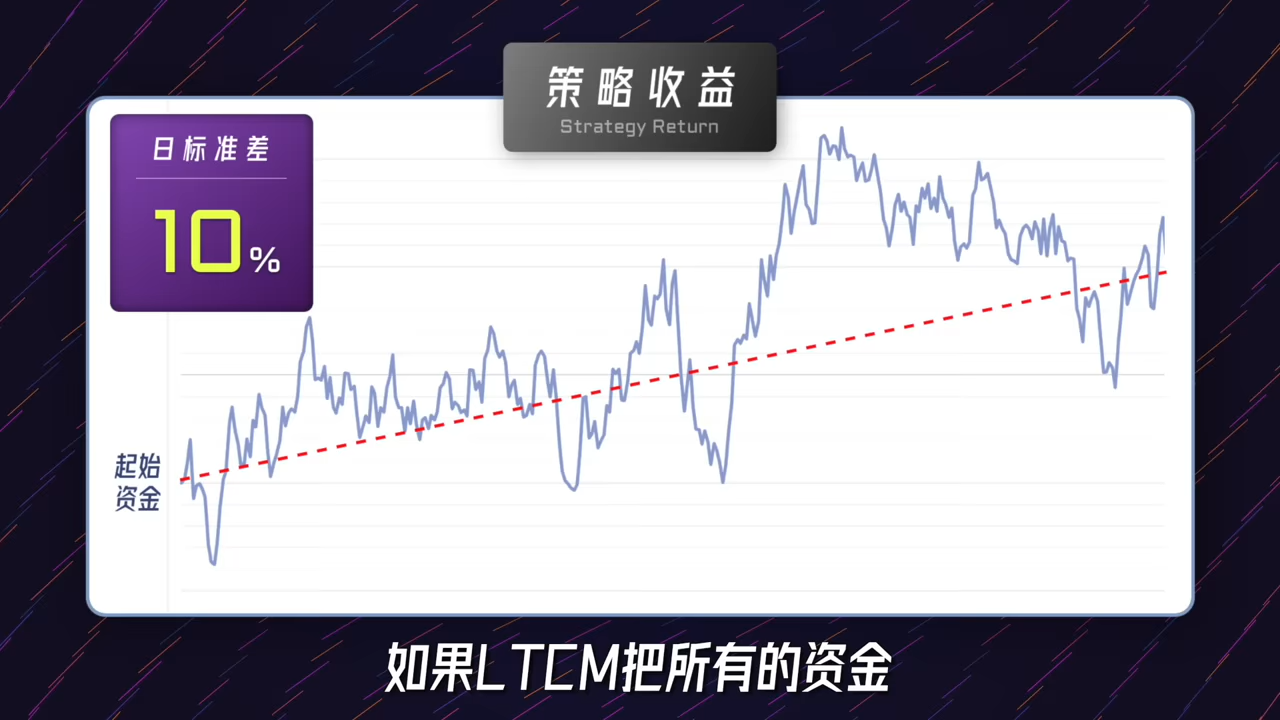 策略收益
Strategy Return
日标准差
10%
起始
资金
如果LTCM把所有的资金